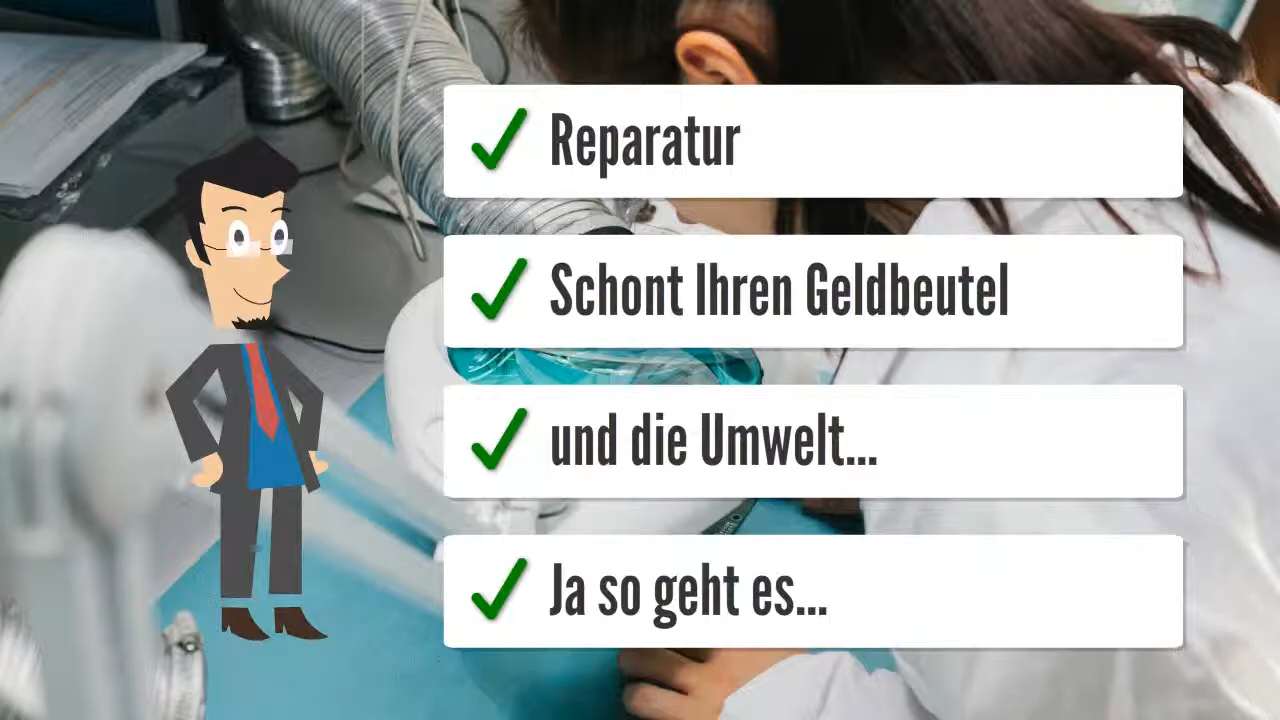 Reparatur
Schont Ihren Geldbeutel
und die Umwelt...
Ja so geht es...